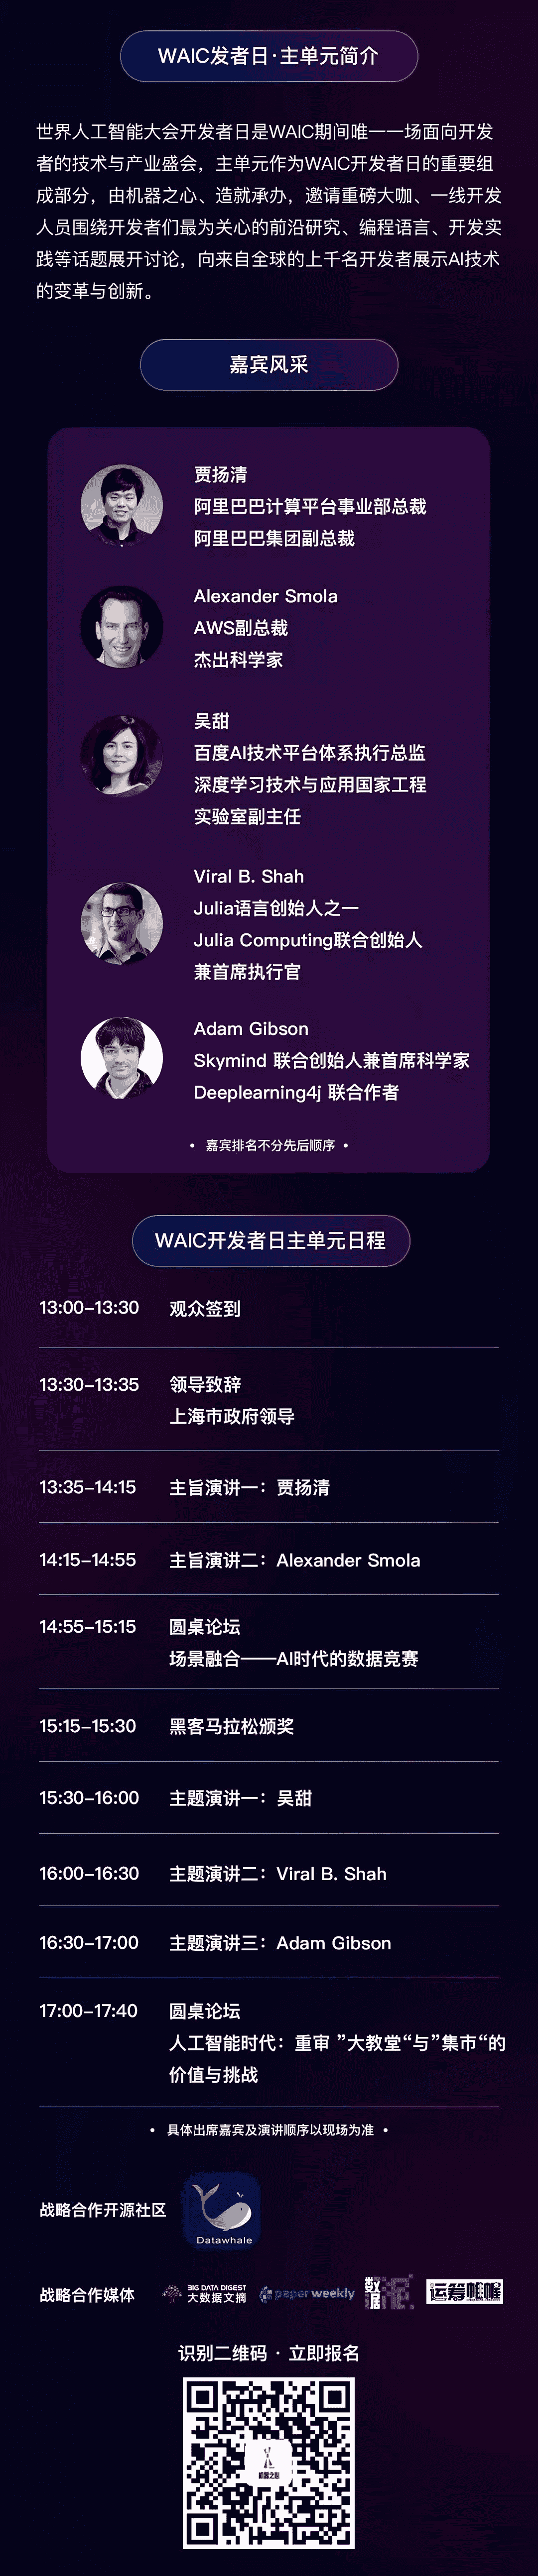 WAIC发者日·主单元简介
世界人工智能大会开发者日是WAIC期间唯一一场面向开发
者的技术与产业盛会，主单元作为WAIC开发者日的重要组
成部分，由机器之心、造就承办，邀请重磅大咖、一线开发
人员围绕开发者们最为关心的前沿研究、编程语言、开发实
践等话题展开讨论，向来自全球的上千名开发者展示AI技术
的变革与创新。
嘉宾风采
贾扬清
阿里巴巴计算平台事业部总裁
阿里巴巴集团副总裁
Alexander Smola
AWS副总裁
杰出科学家
吴甜
百度AI技术平台体系执行总监
深度学习技术与应用国家工程
实验室副主任
Viral B. Shah
Julia语言创始人之一
Julia Computing联合创始人
兼首席执行官
Adam Gibson
Skymind 联合创始人兼首席科学家
Deeplearning4j 联合作者
• 嘉宾排名不分先后顺序 •
WAIC开发者日主单元日程
13:00-13:30 观众签到
13:30-13:35 领导致辞
上海市政府领导
13:35-14:15 主旨演讲一：贾扬清
14:15-14:55 主旨演讲二：Alexander Smola
14:55-15:15 圆桌论坛
场景融合——AI时代的数据竞赛
15:15-15:30 黑客马拉松颁奖
15:30-16:00 主题演讲一：吴甜
16:00-16:30 主题演讲二：Viral B. Shah
16:30-17:00 主题演讲三：Adam Gibson
17:00-17:40 圆桌论坛
人工智能时代：重审 ”大教堂“与”集市“的
价值与挑战
• 具体出席嘉宾及演讲顺序以现场为准 •
战略合作开源社区
Datawhale
战略合作媒体
BIG DATA DIGEST
大数据文摘
paperweekly
数据派
运筹帷幄
识别二维码 · 立即报名
机器之心